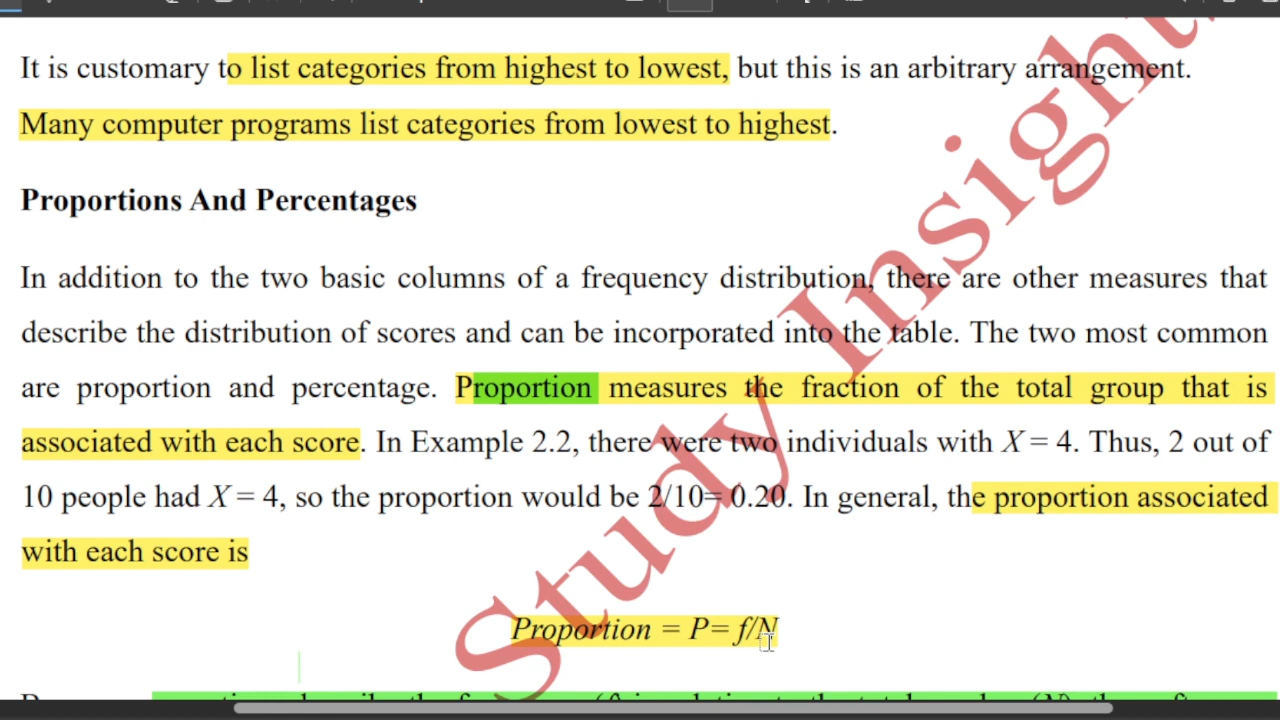 It is customary to list categories from highest to lowest, but this is an arbitrary arrangement.
Many computer programs list categories from lowest to highest.
Proportions And Percentages
In addition to the two basic columns of a frequency distribution, there are other measures that
describe the distribution of scores and can be incorporated into the table. The two most common
are proportion and percentage. Proportion measures the fraction of the total group that is
associated with each score. In Example 2.2, there were two individuals with X = 4. Thus, 2 out of
10 people had X = 4, so the proportion would be 2/10= 0.20. In general, the proportion associated
with each score is
Proportion = P= f/N
Study Insight